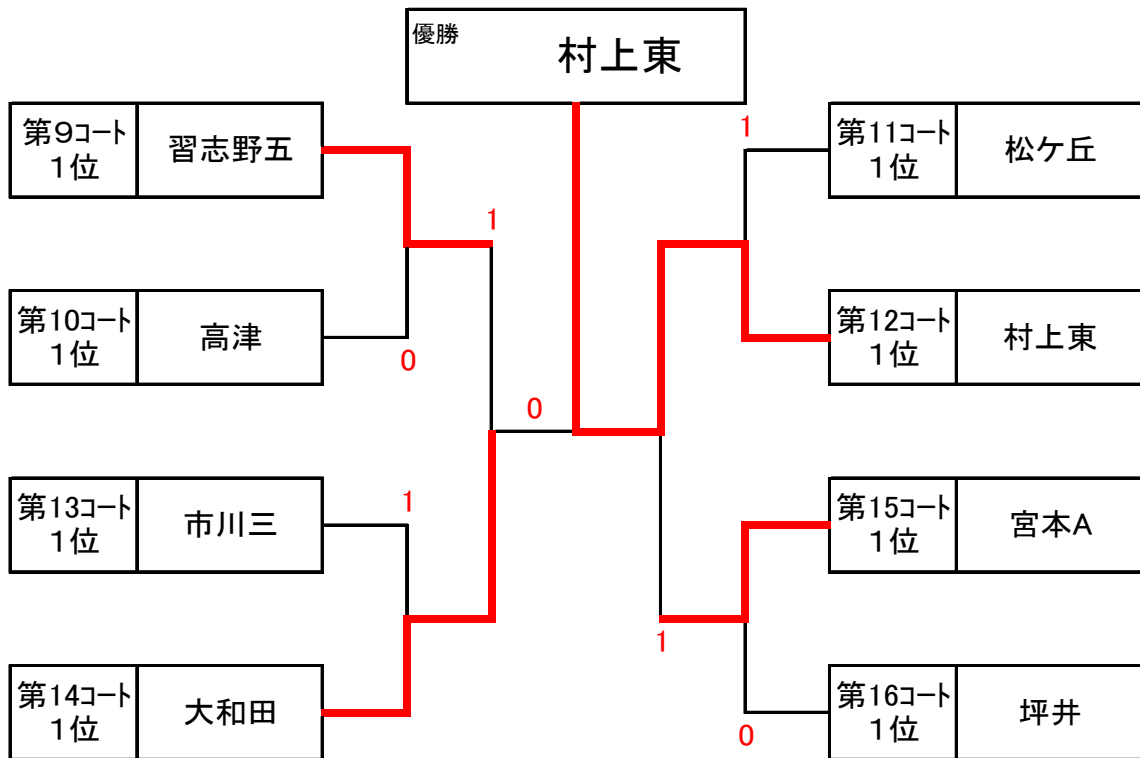 優勝
村上東
第9コート
1位
習志野五
1
第11コート
1位
松ケ丘
1
第10コート
1位
高津
0
第12コート
1位
村上東
0
第13コート
1位
市川三
1
第15コート
1位
宮本A
1
第14コート
1位
大和田
第16コート
1位
坪井
0